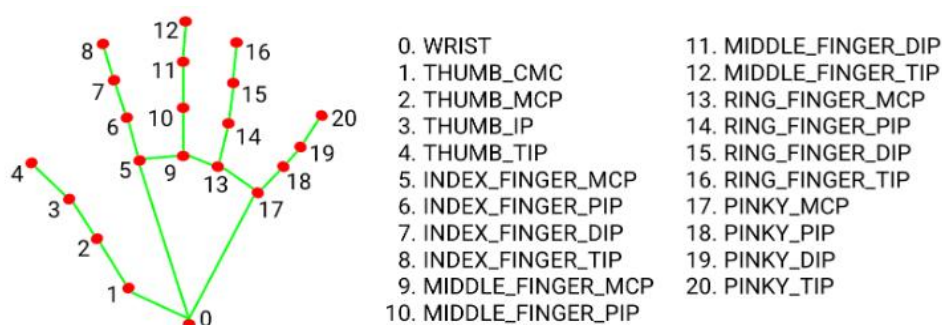 12
8
16
11
7
15
10
6
14
20
4
5
9
19
13
18
3
17
2
1
0
0. WRIST
1. THUMB_CMC
2. THUMB_MCP
3. THUMB_IP
4. THUMB_TIP
5. INDEX_FINGER_MCP
6. INDEX_FINGER_PIP
7. INDEX_FINGER_DIP
8. INDEX_FINGER_TIP
9. MIDDLE_FINGER_MCP
10. MIDDLE_FINGER_PIP
11. MIDDLE_FINGER_DIP
12. MIDDLE_FINGER_TIP
13. RING_FINGER_MCP
14. RING_FINGER_PIP
15. RING_FINGER_DIP
16. RING_FINGER_TIP
17. PINKY_MCP
18. PINKY_PIP
19. PINKY_DIP
20. PINKY_TIP